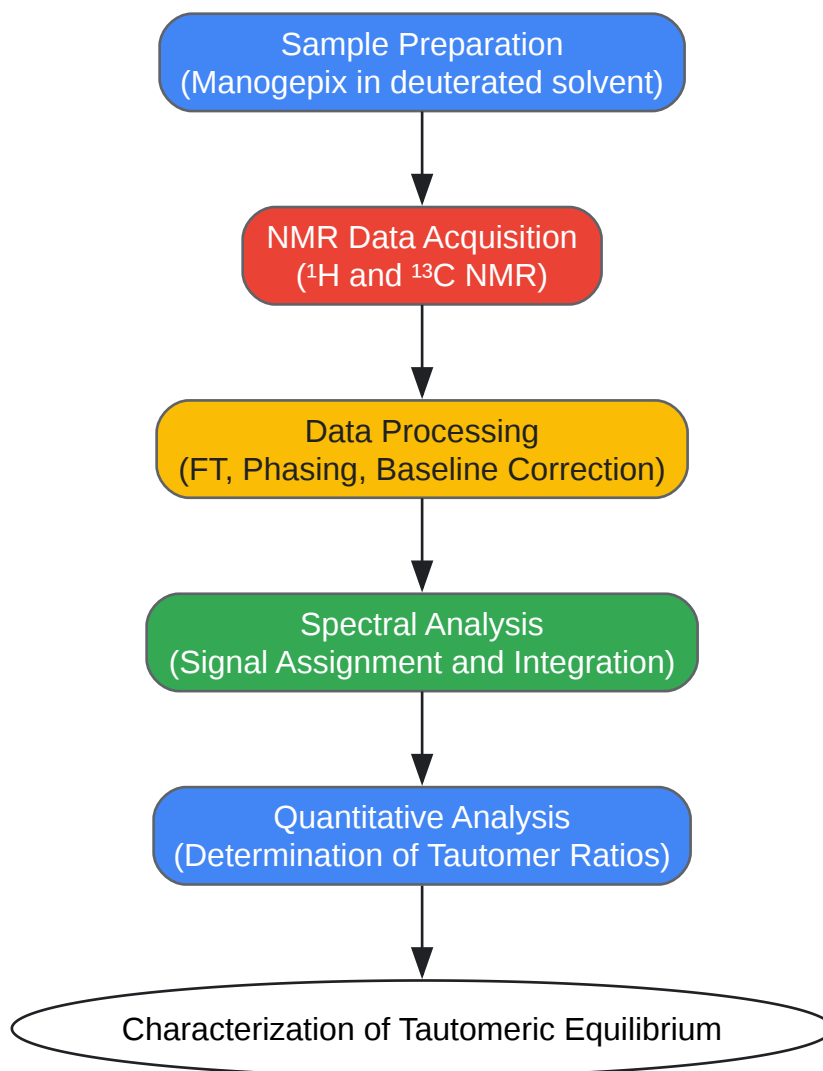 Sample Preparation
(Manogepix in deuterated solvent)
NMR Data Acquisition
(¹H and ¹³C NMR)
Data Processing
(FT, Phasing, Baseline Correction)
Spectral Analysis
(Signal Assignment and Integration)
Quantitative Analysis
(Determination of Tautomer Ratios)
Characterization of Tautomeric Equilibrium